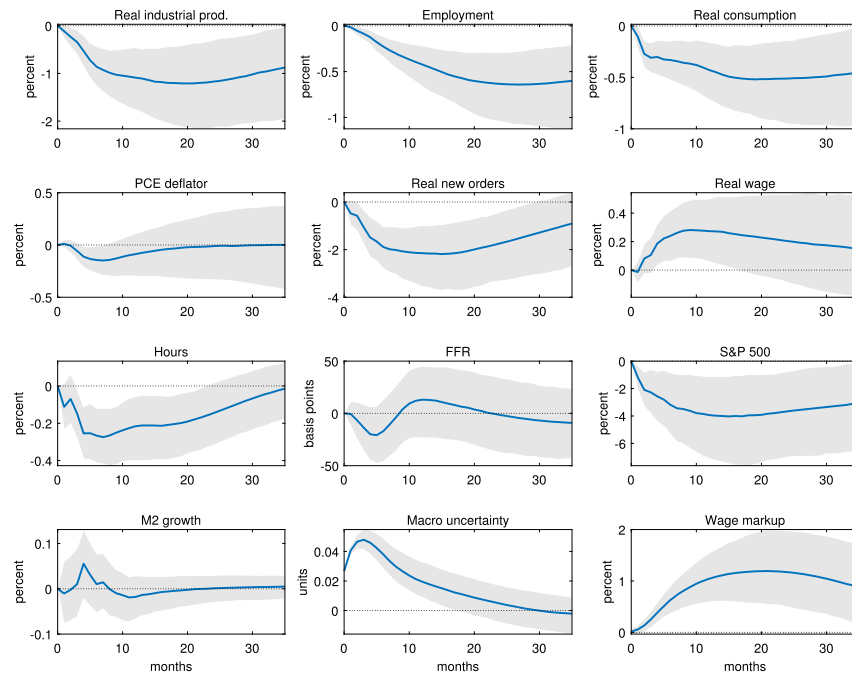 Real industrial prod.
Employment
Real consumption
percent
0
-1
-2
0 10 20 30
percent
0
-0.5
-1
0 10 20 30
percent
0
-0.5
-1
0 10 20 30
PCE deflator
Real new orders
Real wage
percent
0.5
0
-0.5
0 10 20 30
percent
0
-2
-4
0 10 20 30
percent
0.4
0.2
0
0 10 20 30
Hours
FFR
S&P 500
percent
0
-0.2
-0.4
0 10 20 30
basis points
50
0
-50
0 10 20 30
percent
0
-2
-4
-6
0 10 20 30
M2 growth
Macro uncertainty
Wage markup
percent
0.1
0
-0.1
0 10 20 30
months
units
0.04
0.02
0
0 10 20 30
months
percent
2
1
0
0 10 20 30
months